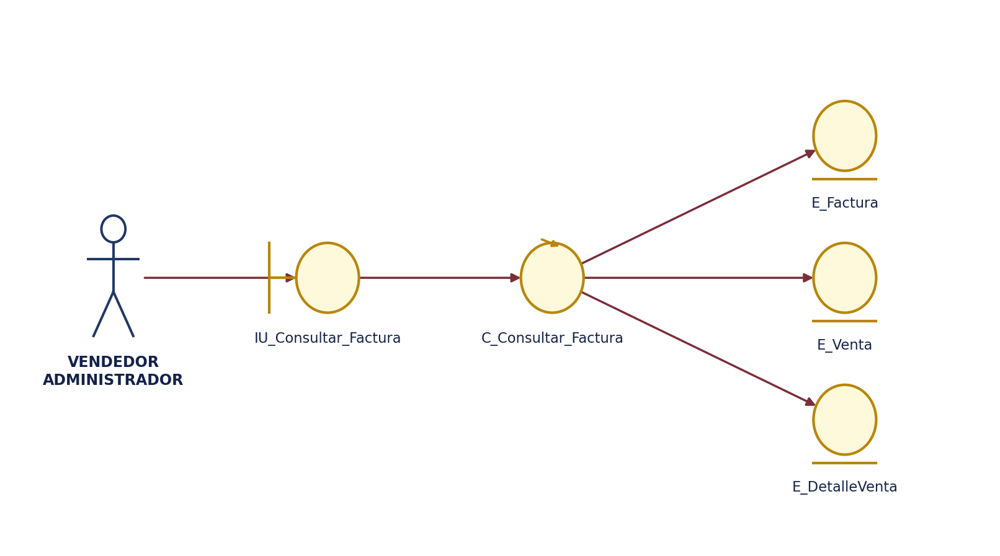 VENDEDOR
ADMINISTRADOR
IU_Consultar_Factura
C_Consultar_Factura
E_Factura
E_Venta
E_DetalleVenta